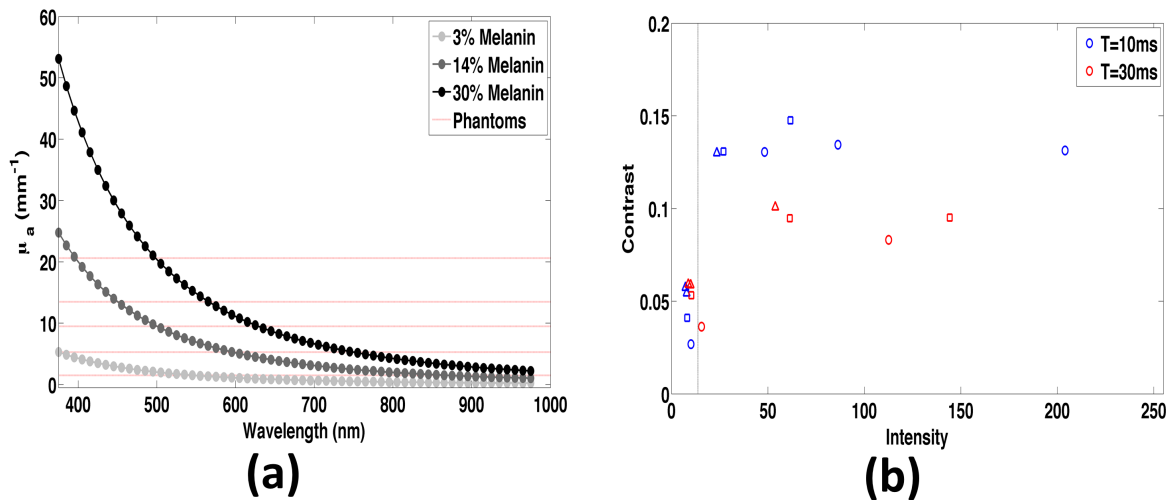 60
50
40
30
20
10
0
μ a (mm⁻¹)
3% Melanin
14% Melanin
30% Melanin
Phantoms
400 500 600 700 800 900 1000
Wavelength (nm)
(a)
0.2
0.15
0.1
0.05
0
Contrast
T=10ms
T=30ms
0 50 100 150 200 250
Intensity
(b)